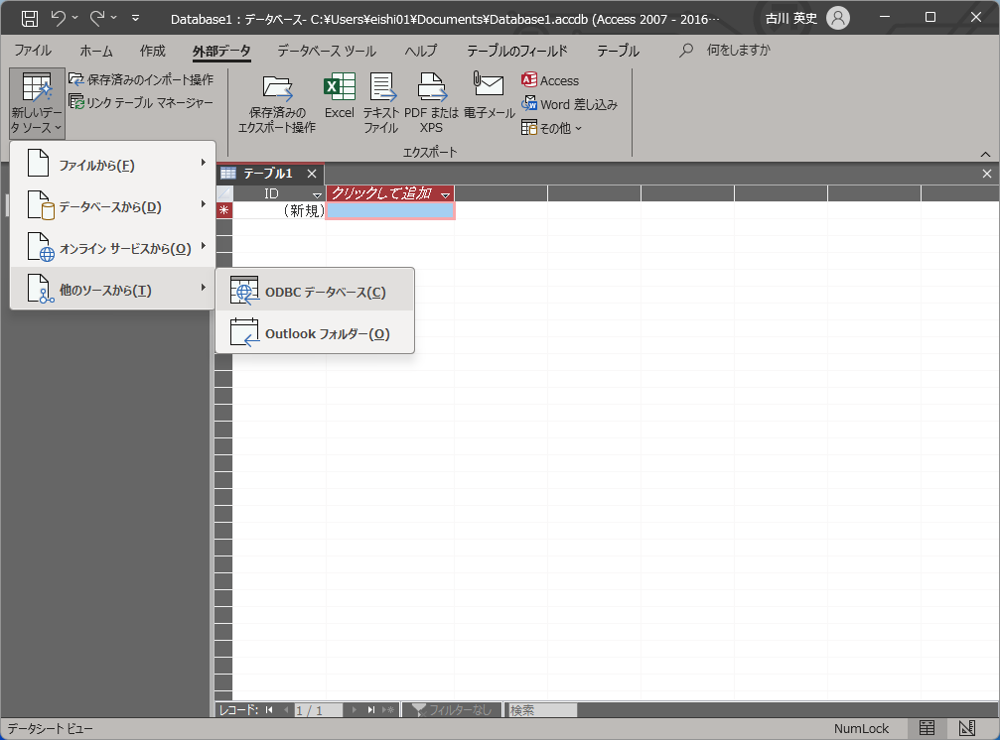 Database1 : データベース- C:¥Users¥eishi01¥Documents¥Database1.accdb (Access 2007 - 2016…
古川 英史
ファイル ホーム 作成 外部データ データベース ツール ヘルプ テーブルのフィールド テーブル 何をしますか
新しいデー
タ ソース
保存済みのインポート操作
リンク テーブル マネージャー
保存済みの
エクスポート操作
Excel
テキスト
ファイル
PDF または
XPS
電子メール
Access
Word 差し込み
その他
エクスポート
ファイルから(F)
データベースから(D)
オンライン サービスから(O)
他のソースから(T)
ODBC データベース(C)
Outlook フォルダー(O)
テーブル1
ID クリックして追加
(新規)
レコード: 1 / 1 フィルターなし 検索
データシート ビュー NumLock